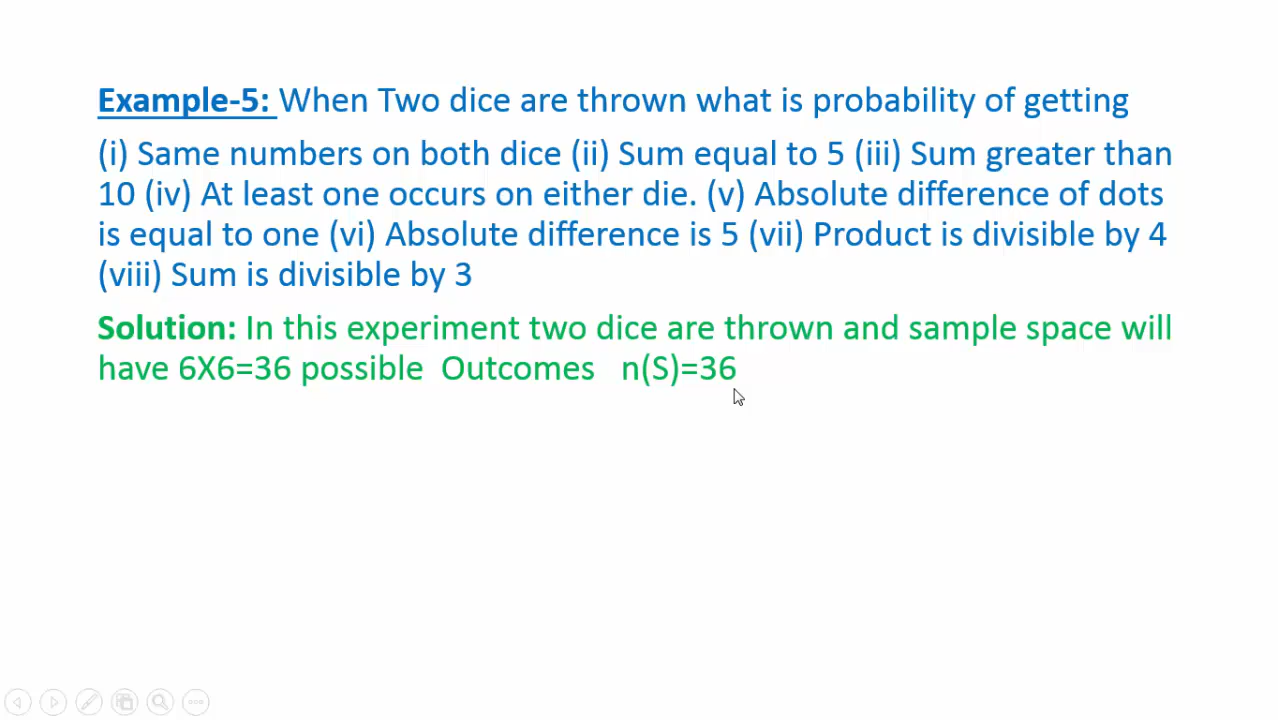 Example-5: When Two dice are thrown what is probability of getting
(i) Same numbers on both dice (ii) Sum equal to 5 (iii) Sum greater than
10 (iv) At least one occurs on either die. (v) Absolute difference of dots
is equal to one (vi) Absolute difference is 5 (vii) Product is divisible by 4
(viii) Sum is divisible by 3
Solution: In this experiment two dice are thrown and sample space will
have 6X6=36 possible  Outcomes   n(S)=36